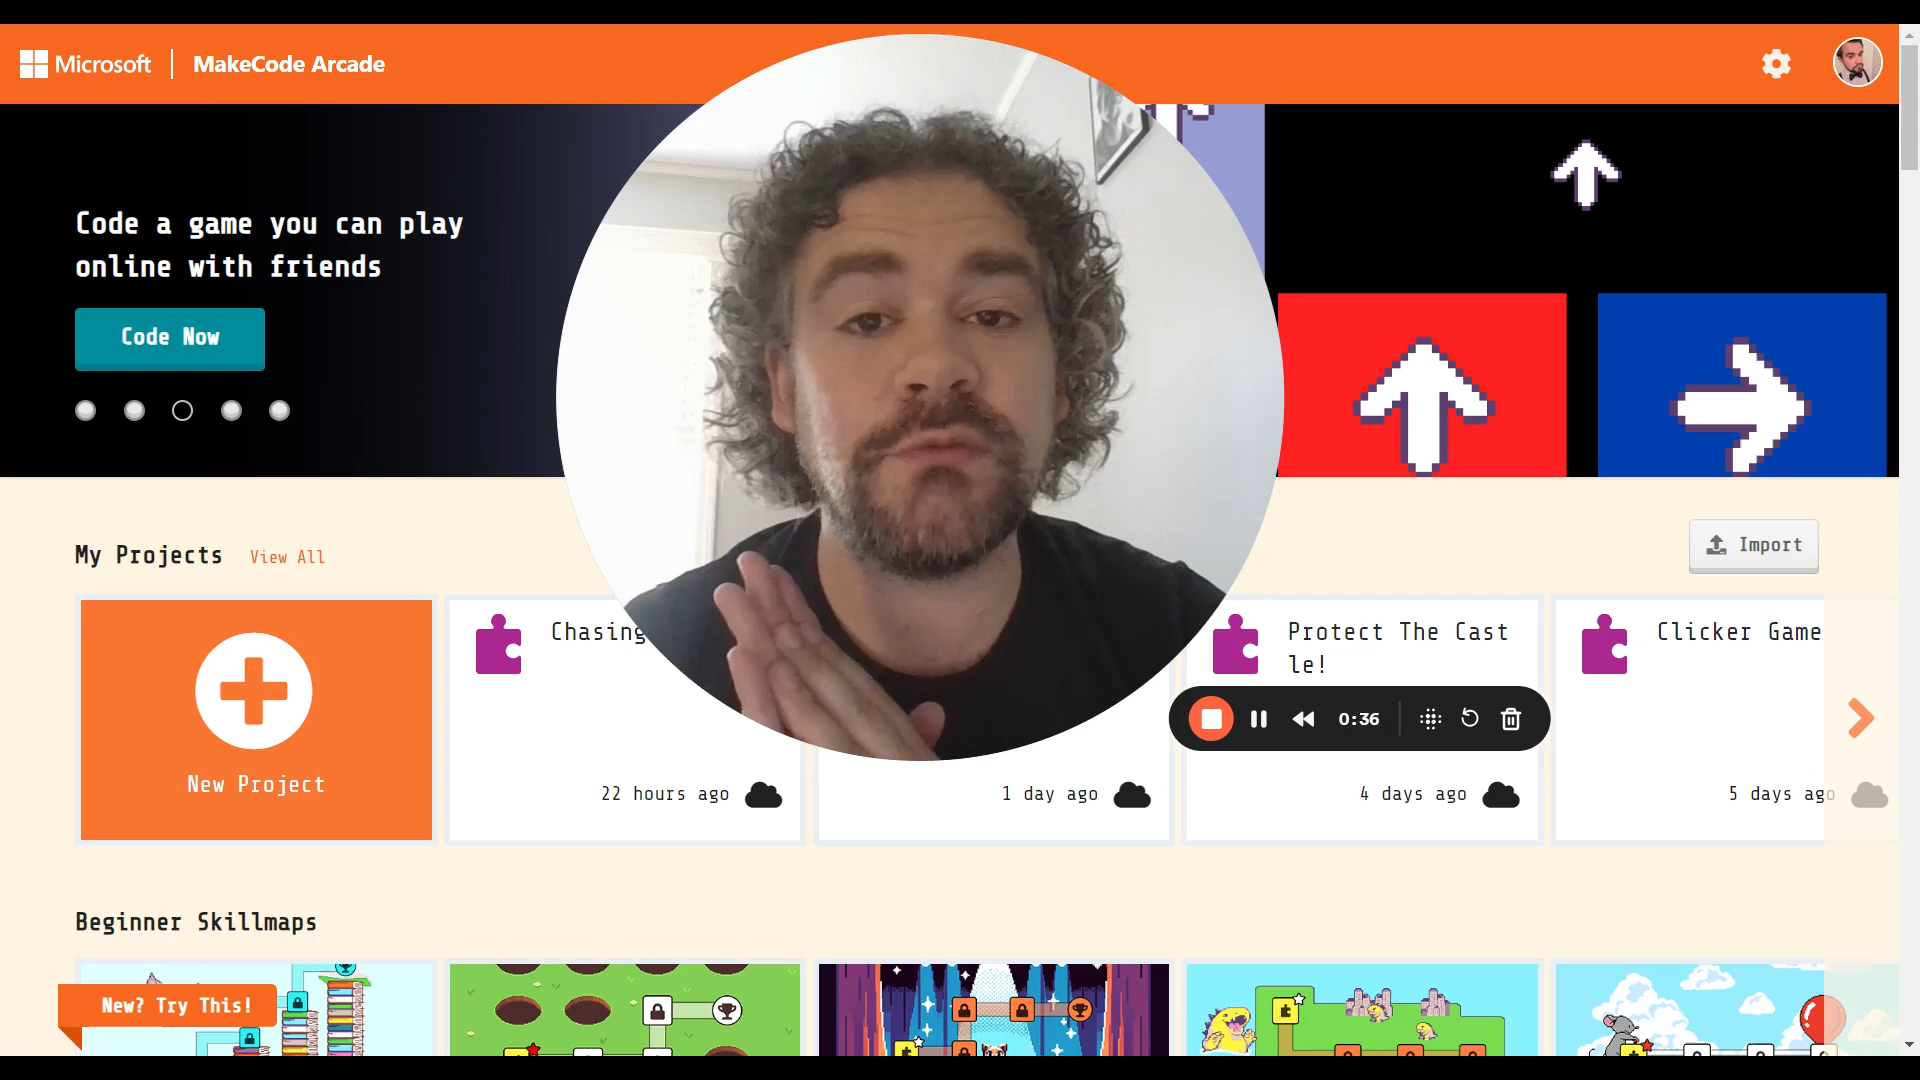 Microsoft
MakeCode Arcade
Code a game you can play
online with friends
Code Now
My Projects
View All
Import
New Project
Chasing
22 hours ago
1 day ago
Protect The Cast
le!
4 days ago
Clicker Game
5 days ago
0:36
Beginner Skillmaps
New? Try This!